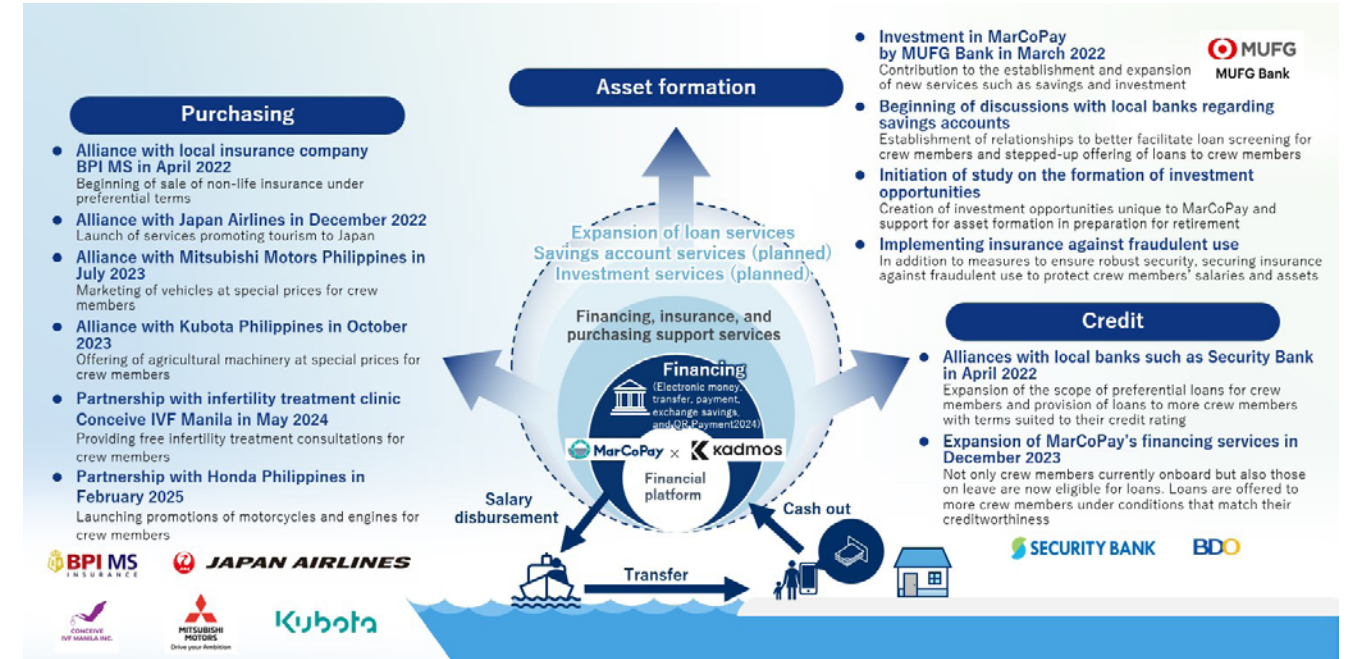 Purchasing
Alliance with local insurance company
BPI MS in April 2022
Beginning of sale of non-life insurance under
preferential terms
Alliance with Japan Airlines in December 2022
Launch of services promoting tourism to Japan
Alliance with Mitsubishi Motors Philippines in
July 2023
Marketing of vehicles at special prices for crew
members
Alliance with Kubota Philippines in October
2023
Offering of agricultural machinery at special prices for
crew members
Partnership with infertility treatment clinic
Conceive IVF Manila in May 2024
Providing free infertility treatment consultations for
crew members
Partnership with Honda Philippines in
February 2025
Launching promotions of motorcycles and engines for
crew members
BPI MS
INSURANCE
JAPAN AIRLINES
CONCEIVE
IVF MANILA INC.
MITSUBISHI
MOTORS
Drive your Ambition
Kubota
Asset formation
Expansion of loan services
Savings account services (planned)
Investment services (planned)
Financing, insurance, and
purchasing support services
Financing
(Electronic money,
transfer, payment,
exchange savings,
and QR Payment2024)
MarCoPay × Kadmos
Financial
platform
Salary
disbursement
Cash out
Transfer
Investment in MarCoPay
by MUFG Bank in March 2022
Contribution to the establishment and expansion
of new services such as savings and investment
MUFG
MUFG Bank
Beginning of discussions with local banks regarding
savings accounts
Establishment of relationships to better facilitate loan screening for
crew members and stepped-up offering of loans to crew members
Initiation of study on the formation of investment
opportunities
Creation of investment opportunities unique to MarCoPay and
support for asset formation in preparation for retirement
Implementing insurance against fraudulent use
In addition to measures to ensure robust security, securing insurance
against fraudulent use to protect crew members' salaries and assets
Credit
Alliances with local banks such as Security Bank
in April 2022
Expansion of the scope of preferential loans for crew
members and provision of loans to more crew members
with terms suited to their credit rating
Expansion of MarCoPay's financing services in
December 2023
Not only crew members currently onboard but also those
on leave are now eligible for loans. Loans are offered to
more crew members under conditions that match their
creditworthiness
SECURITY BANK
BDO